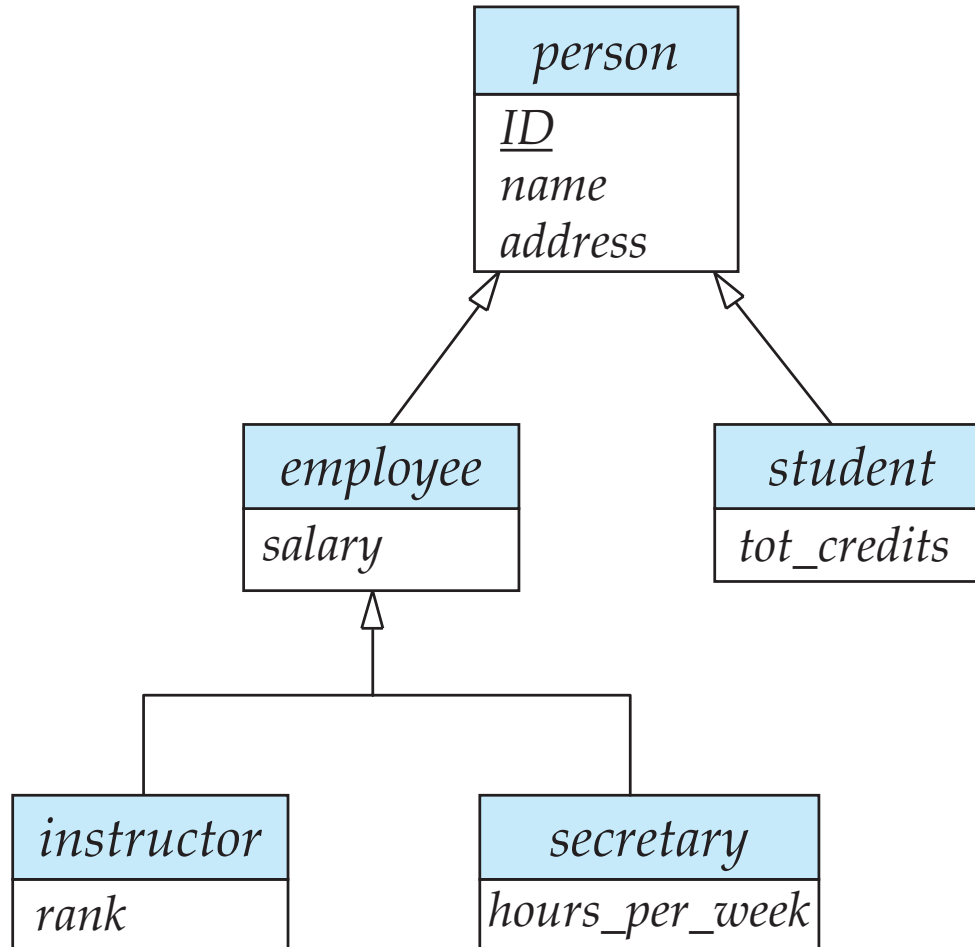 person
ID
name
address
employee
salary
student
tot_credits
instructor
rank
secretary
hours_per_week